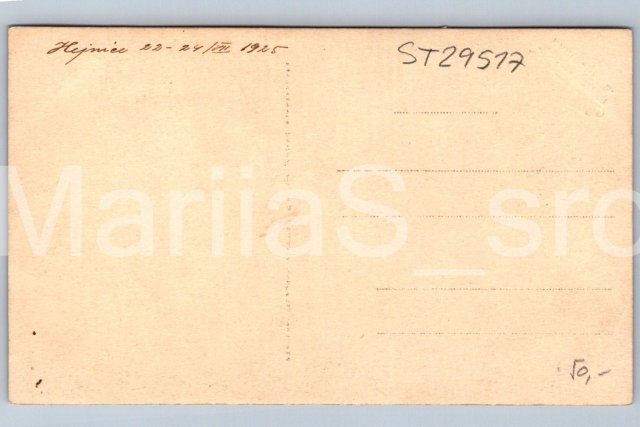 Hejnice 22-24/VII 1925
ST29517
MariiaS_sro
50,-